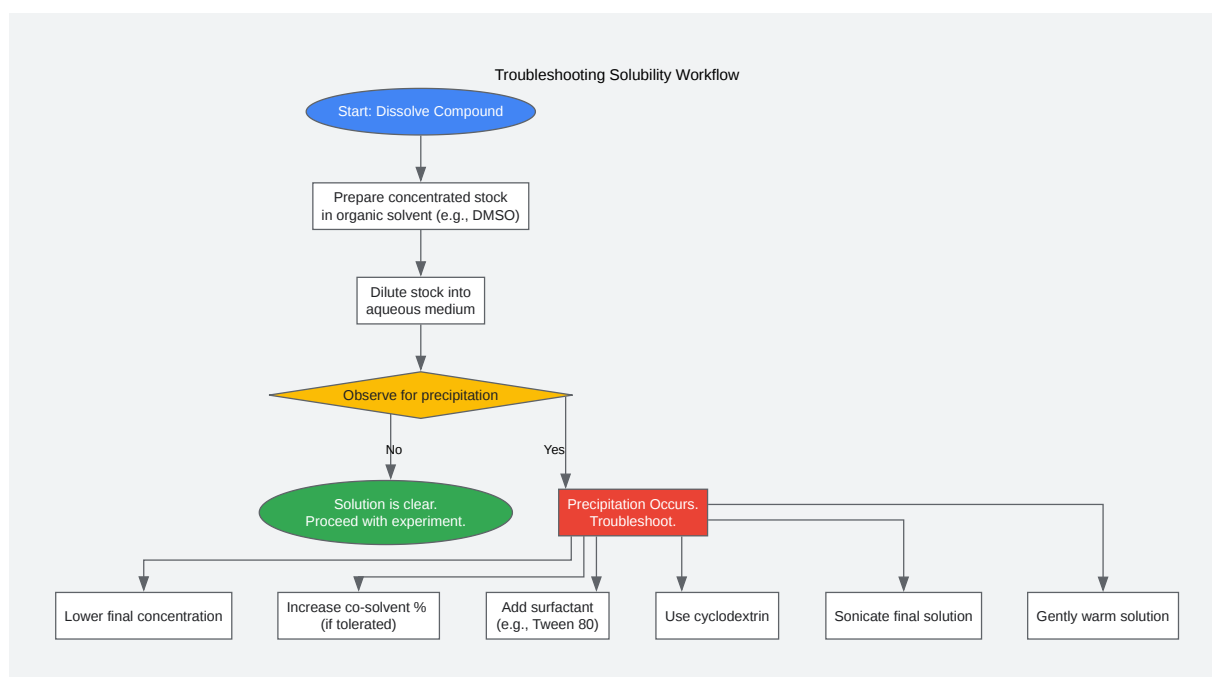 Troubleshooting Solubility Workflow
Start: Dissolve Compound
Prepare concentrated stock
in organic solvent (e.g., DMSO)
Dilute stock into
aqueous medium
Observe for precipitation
No
Yes
Solution is clear.
Proceed with experiment.
Precipitation Occurs.
Troubleshoot.
Lower final concentration
Increase co-solvent %
(if tolerated)
Add surfactant
(e.g., Tween 80)
Use cyclodextrin
Sonicate final solution
Gently warm solution